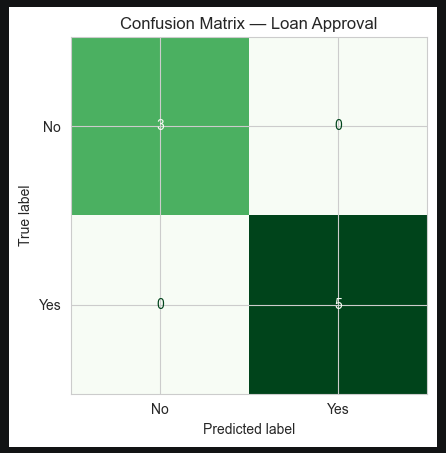 Confusion Matrix — Loan Approval
No
3
0
True label
Yes
0
5
No
Yes
Predicted label